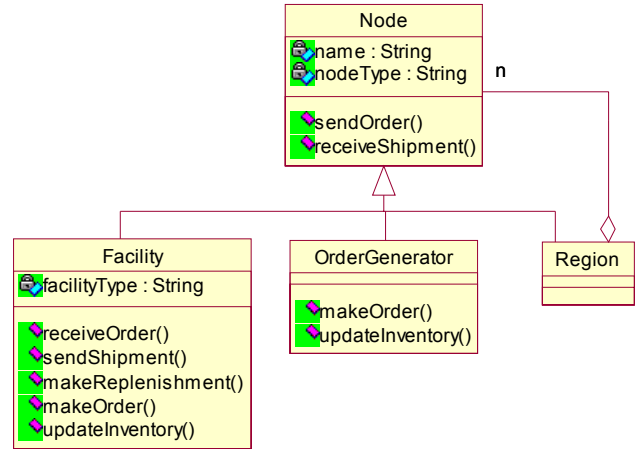 Node
name : String
nodeType : String
n
sendOrder()
receiveShipment()
Facility
facilityType : String
receiveOrder()
sendShipment()
makeReplenishment()
makeOrder()
updateInventory()
OrderGenerator
makeOrder()
updateInventory()
Region